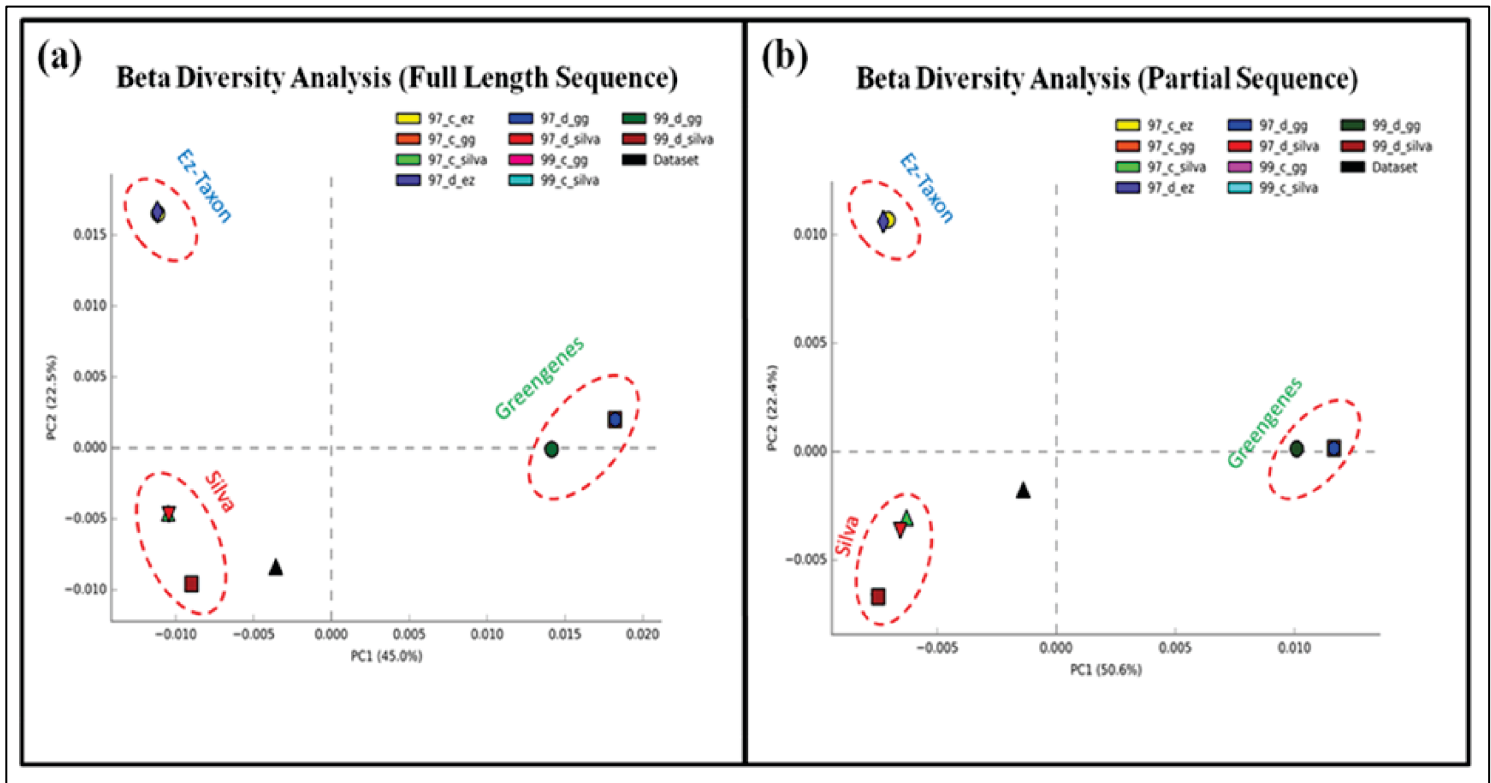 (a)
Beta Diversity Analysis (Full Length Sequence)
97_c_ez 97_d_gg 99_d_gg
97_c_gg 97_d_silva 99_d_silva
97_c_silva 99_c_gg Dataset
97_d_ez 99_c_silva
Ez-Taxon
Greengenes
Silva
0.015
0.010
0.005
0.000
−0.005
−0.010
PC2 (22.5%)
−0.010 −0.005 0.000 0.005 0.010 0.015 0.020
PC1 (45.0%)
(b)
Beta Diversity Analysis (Partial Sequence)
97_c_ez 97_d_gg 99_d_gg
97_c_gg 97_d_silva 99_d_silva
97_c_silva 99_c_gg Dataset
97_d_ez 99_c_silva
Ez-Taxon
Greengenes
Silva
0.010
0.005
0.000
−0.005
PC2 (22.4%)
−0.005 0.000 0.005 0.010
PC1 (50.6%)